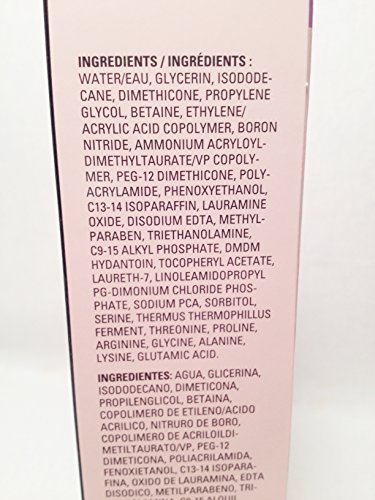 INGREDIENTS / INGRÉDIENTS :
WATER/EAU, GLYCERIN, ISODODE-
CANE, DIMETHICONE, PROPYLENE
GLYCOL, BETAINE, ETHYLENE/
ACRYLIC ACID COPOLYMER, BORON
NITRIDE, AMMONIUM ACRYLOYL-
DIMETHYLTAURATE/VP COPOLY-
MER, PEG-12 DIMETHICONE, POLY-
ACRYLAMIDE, PHENOXYETHANOL,
C13-14 ISOPARAFFIN, LAURAMINE
OXIDE, DISODIUM EDTA, METHYL-
PARABEN, TRIETHANOLAMINE,
C9-15 ALKYL PHOSPHATE, DMDM
HYDANTOIN, TOCOPHERYL ACETATE,
LAURETH-7, LINOLEAMIDOPROPYL
PG-DIMONIUM CHLORIDE PHOS-
PHATE, SODIUM PCA, SORBITOL,
SERINE, THERMUS THERMOPHILLUS
FERMENT, THREONINE, PROLINE,
ARGININE, GLYCINE, ALANINE,
LYSINE, GLUTAMIC ACID.
INGREDIENTES: AGUA, GLICERINA,
ISODODECANO, DIMETICONA,
PROPILENGLICOL, BETAINA,
COPOLIMERO DE ETILENO/ACIDO
ACRILICO, NITRURO DE BORO,
COPOLIMERO DE ACRILOILDI-
METILTAURATO/VP, PEG-12
DIMETICONA, POLIACRILAMIDA,
FENOXIETANOL, C13-14 ISOPARA-
FINA, OXIDO DE LAURAMINA, EDTA
DISODICO, METILPARABENO, TRI-
C9-15 ALQUIL